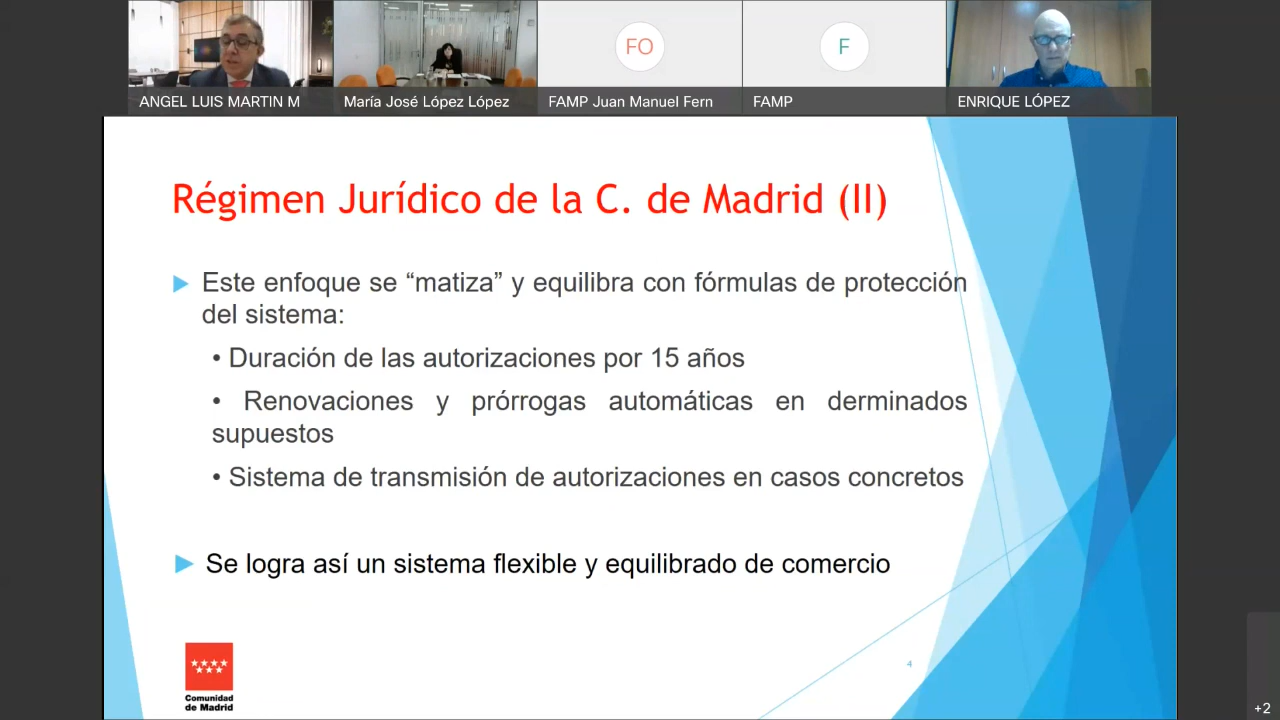 FO
F
ANGEL LUIS MARTIN M
María José López López
FAMP Juan Manuel Fern
FAMP
ENRIQUE LÓPEZ
Régimen Jurídico de la C. de Madrid (II)
Este enfoque se “matiza” y equilibra con fórmulas de protección
del sistema:
• Duración de las autorizaciones por 15 años
• Renovaciones y prórrogas automáticas en derminados
supuestos
• Sistema de transmisión de autorizaciones en casos concretos
Se logra así un sistema flexible y equilibrado de comercio
4
Comunidad
de Madrid
+2